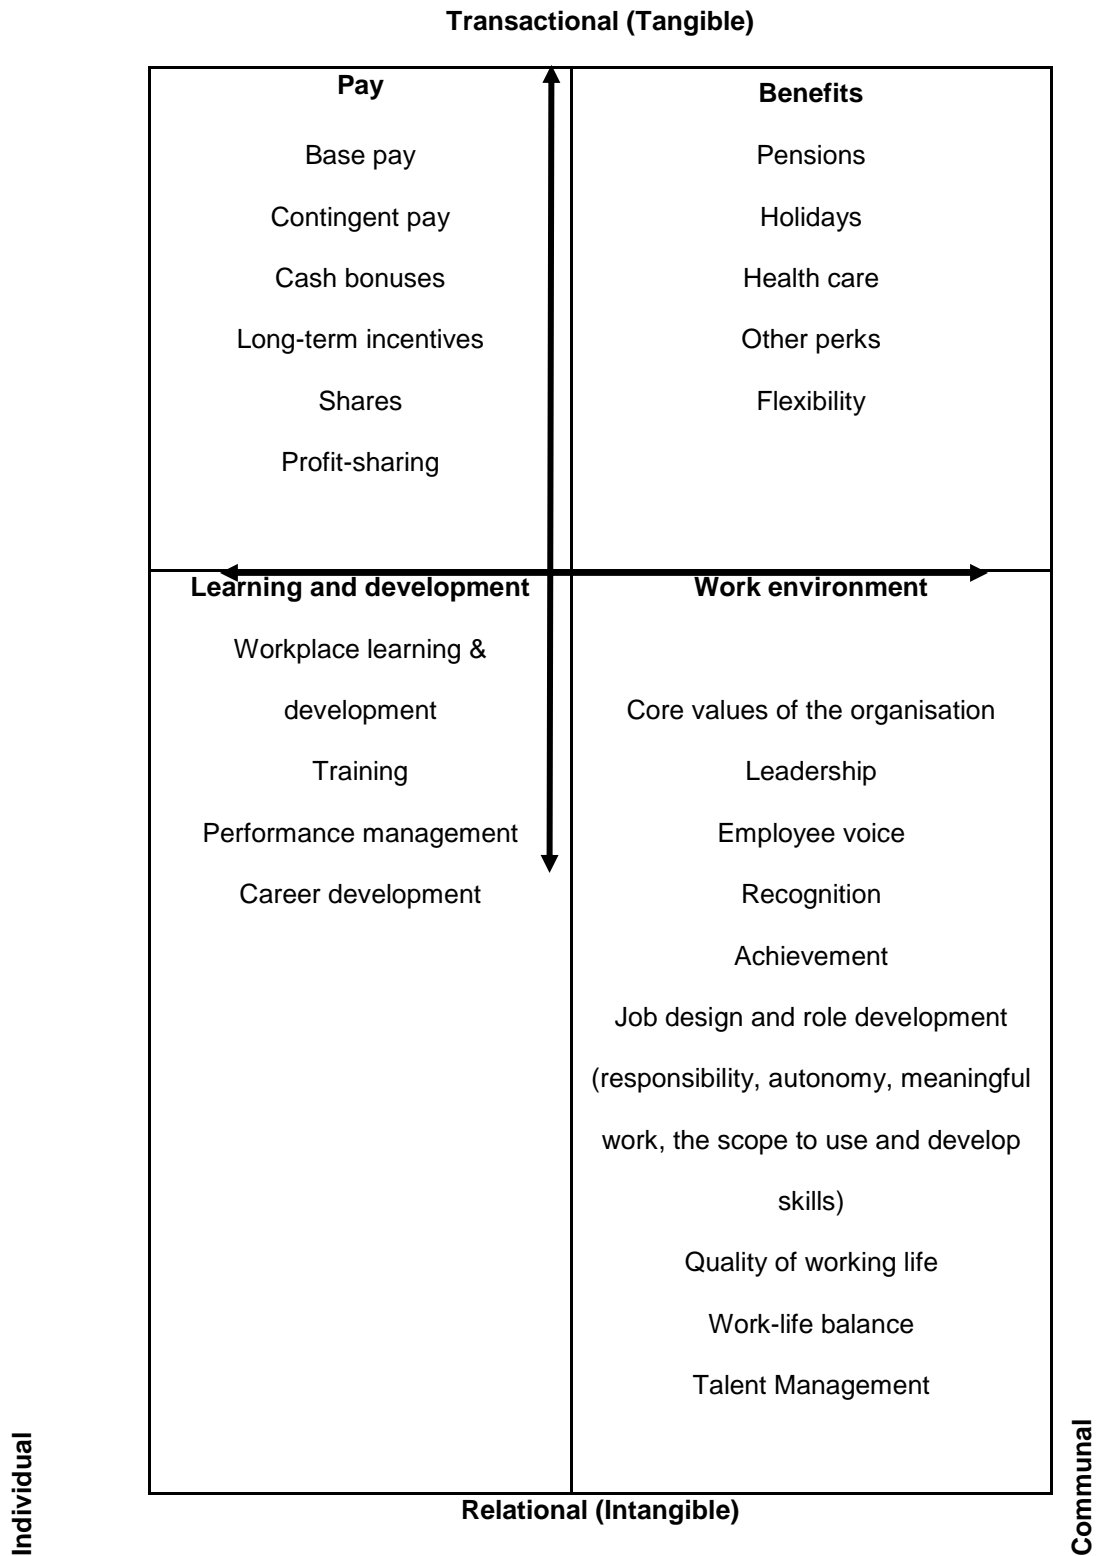 Transactional (Tangible)
Pay
Base pay
Contingent pay
Cash bonuses
Long-term incentives
Shares
Profit-sharing
Benefits
Pensions
Holidays
Health care
Other perks
Flexibility
Learning and development
Workplace learning &
development
Training
Performance management
Career development
Work environment
Core values of the organisation
Leadership
Employee voice
Recognition
Achievement
Job design and role development
(responsibility, autonomy, meaningful
work, the scope to use and develop
skills)
Quality of working life
Work-life balance
Talent Management
Individual
Communal
Relational (Intangible)